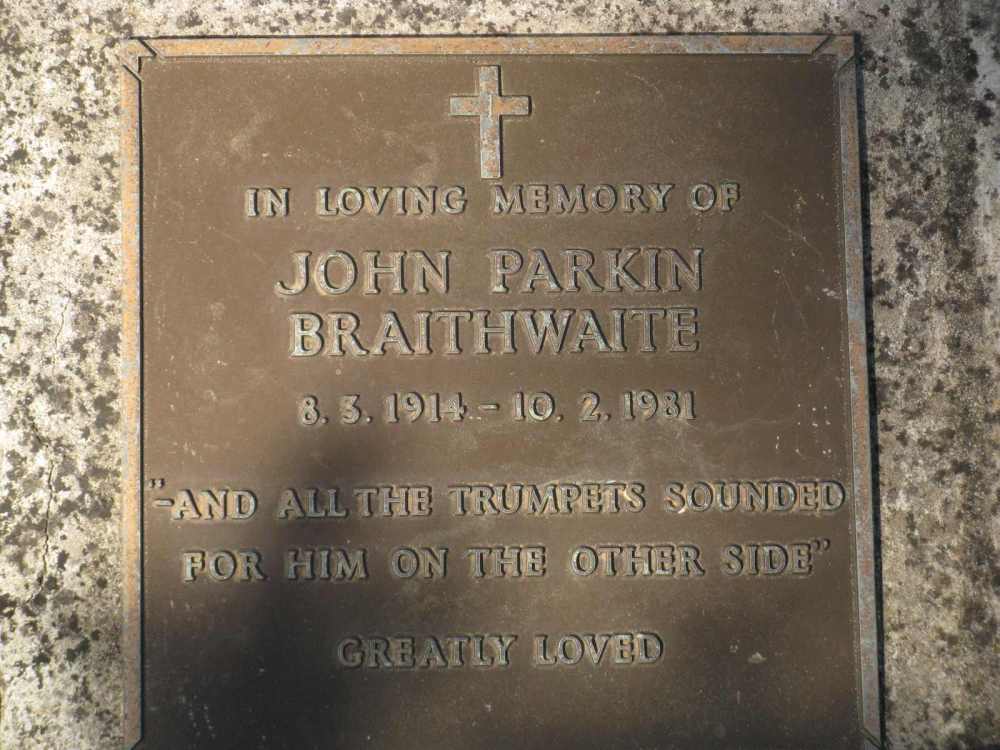 IN LOVING MEMORY OF
JOHN PARKIN
BRAITHWAITE
8.3.1914-10.2.1981
"-AND ALL THE TRUMPETS SOUNDED
FOR HIM ON THE OTHER SIDE"
GREATLY LOVED